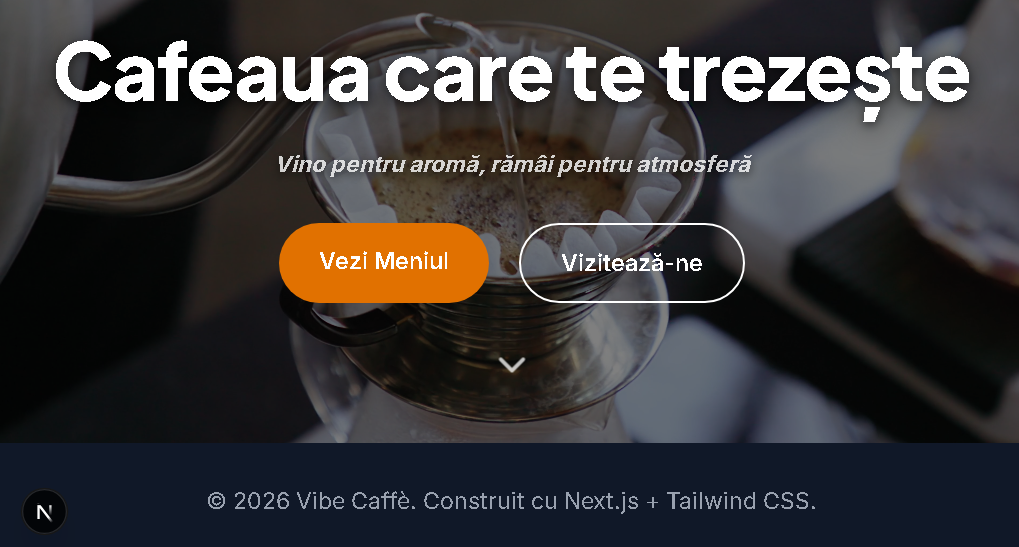 Cafeaua care te trezește
Vino pentru aromă, rămâi pentru atmosferă
Vezi Meniul
Vizitează-ne
© 2026 Vibe Caffè. Construit cu Next.js + Tailwind CSS.
N